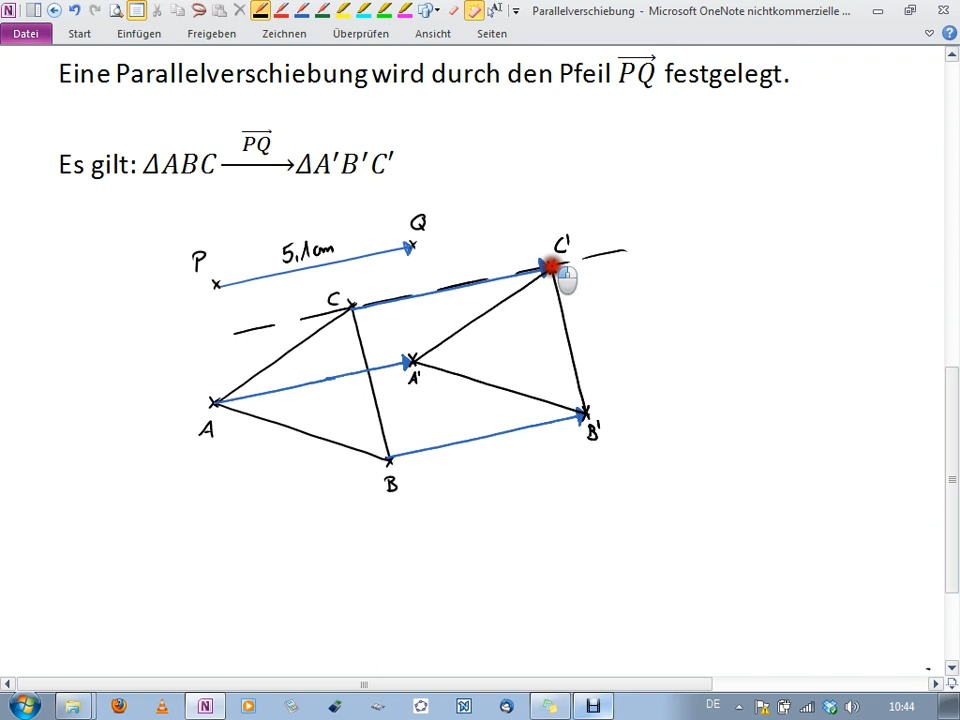 Parallelverschiebung - Microsoft OneNote nichtkommerzielle ...
Datei Start Einfügen Freigeben Zeichnen Überprüfen Ansicht Seiten
Eine Parallelverschiebung wird durch den Pfeil PQ festgelegt.
PQ
Es gilt: ΔABC → ΔA′B′C′
Q
5,1cm
C'
P
C
A'
A
B'
B
DE 10:44